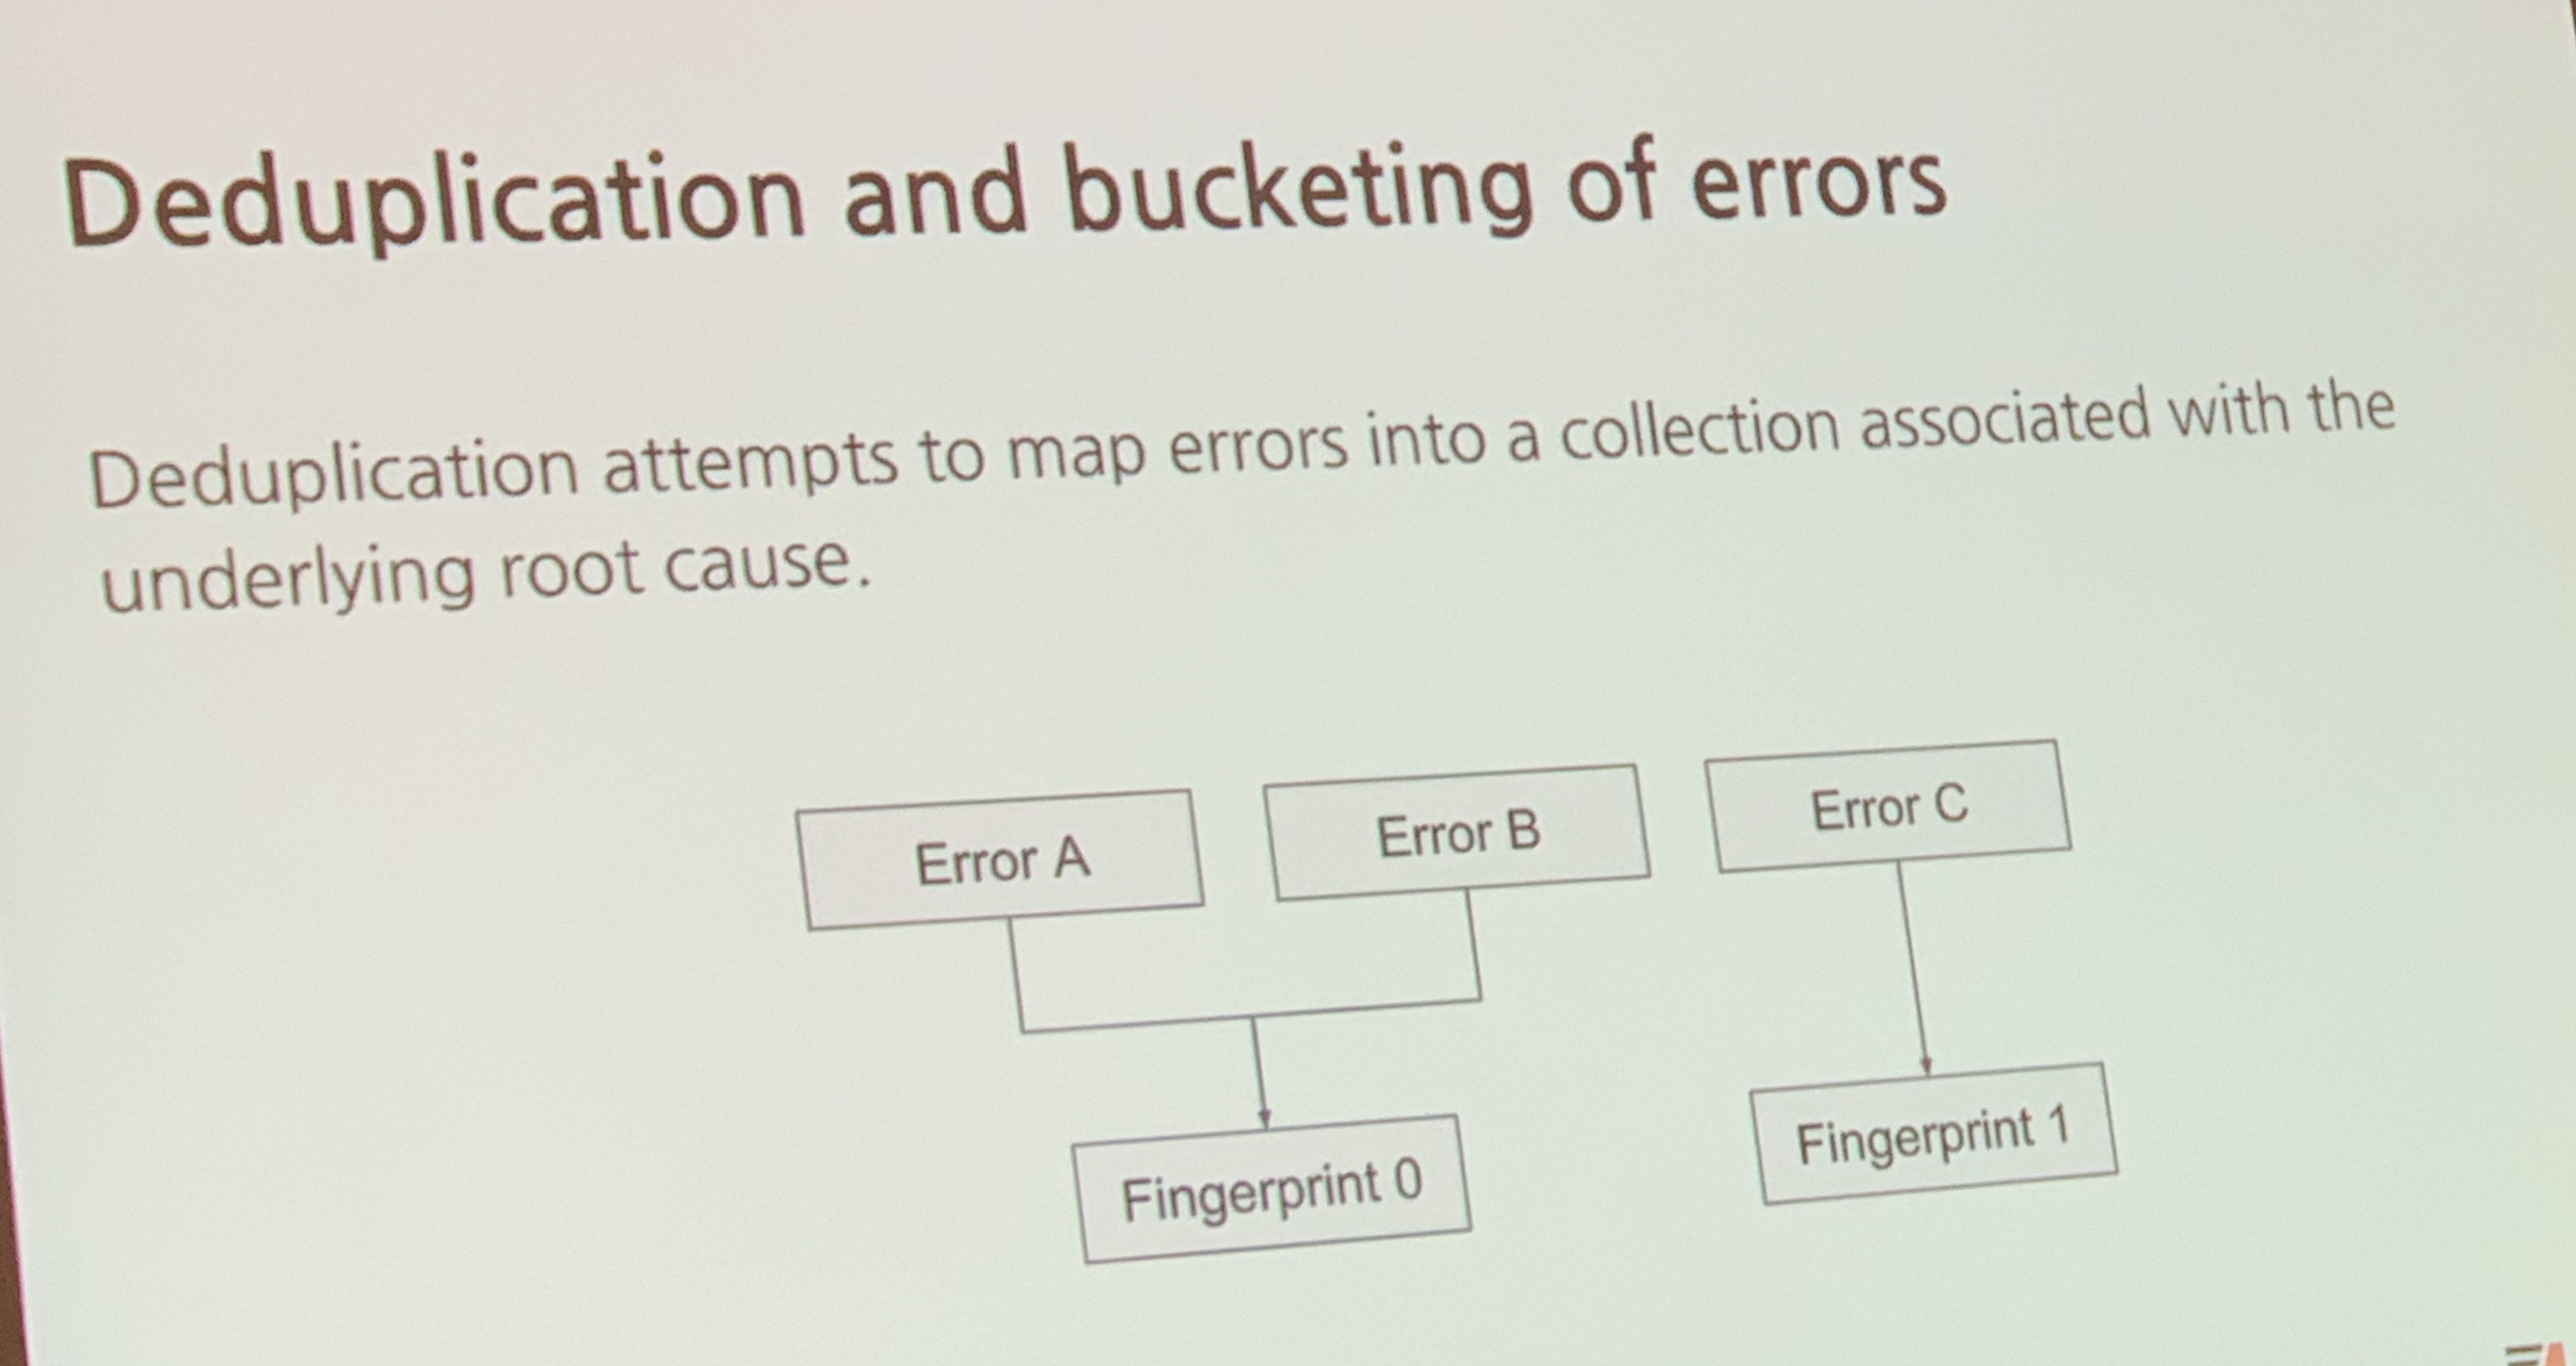 Deduplication and bucketing of errors
Deduplication attempts to map errors into a collection associated with the
underlying root cause.
Error A
Error B
Error C
Fingerprint 0
Fingerprint 1